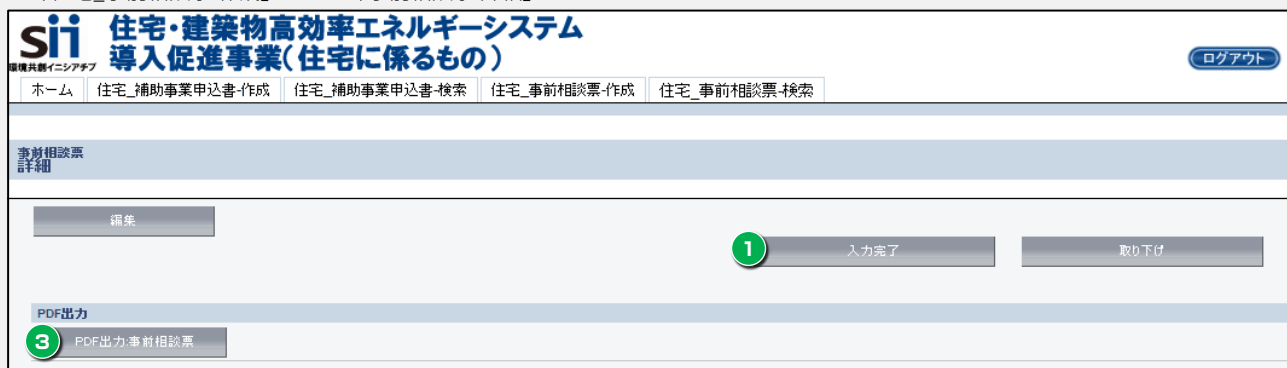 sii 住宅・建築物高効率エネルギーシステム
環境共創イニシアチブ 導入促進事業(住宅に係るもの)
ログアウト
ホーム 住宅_補助事業申込書-作成 住宅_補助事業申込書-検索 住宅_事前相談票-作成 住宅_事前相談票-検索
事前相談票
詳細
編集
1 入力完了 取り下げ
PDF出力
3 PDF出力:事前相談票